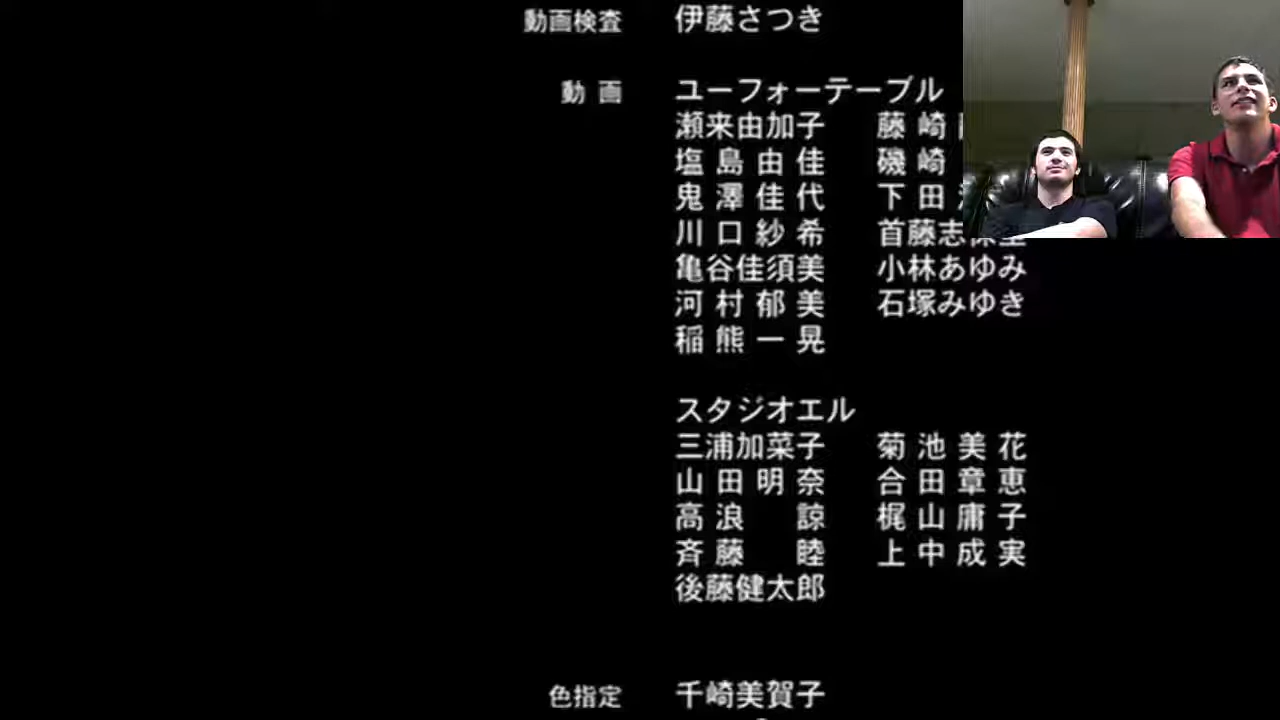 動画検査 伊藤さつき
動画 ユーフォーテーブル
瀬来由加子 藤崎
塩島由佳 磯崎
鬼澤佳代 下田
川口紗希 首藤志
亀谷佳須美 小林あゆみ
河村郁美 石塚みゆき
稲熊一晃
スタジオエル
三浦加菜子 菊池美花
山田明奈 合田章恵
高浪諒 梶山庸子
斉藤睦 上中成実
後藤健太郎
色指定 千崎美賀子